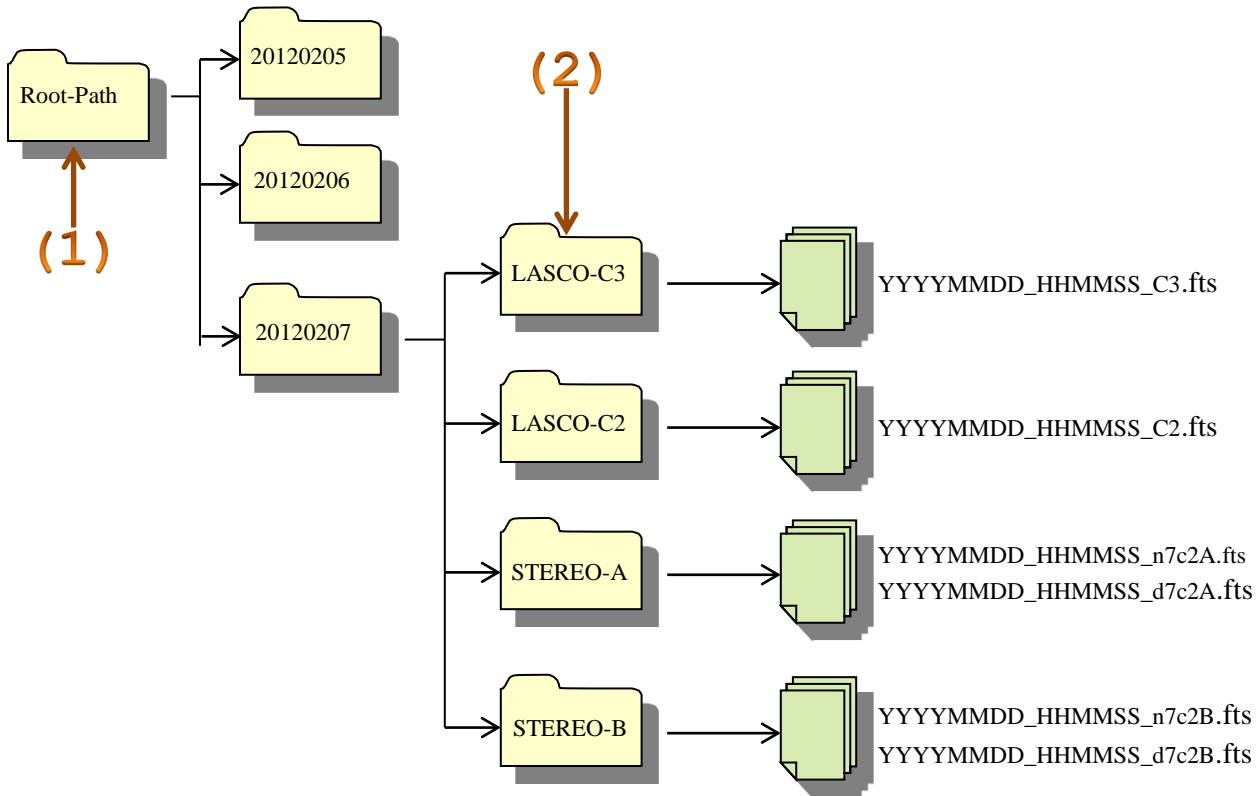 Root-Path
(1)
20120205
20120206
20120207
(2)
LASCO-C3
YYYYMMDD_HHMMSS_C3.fts
LASCO-C2
YYYYMMDD_HHMMSS_C2.fts
STEREO-A
YYYYMMDD_HHMMSS_n7c2A.fts
YYYYMMDD_HHMMSS_d7c2A.fts
STEREO-B
YYYYMMDD_HHMMSS_n7c2B.fts
YYYYMMDD_HHMMSS_d7c2B.fts